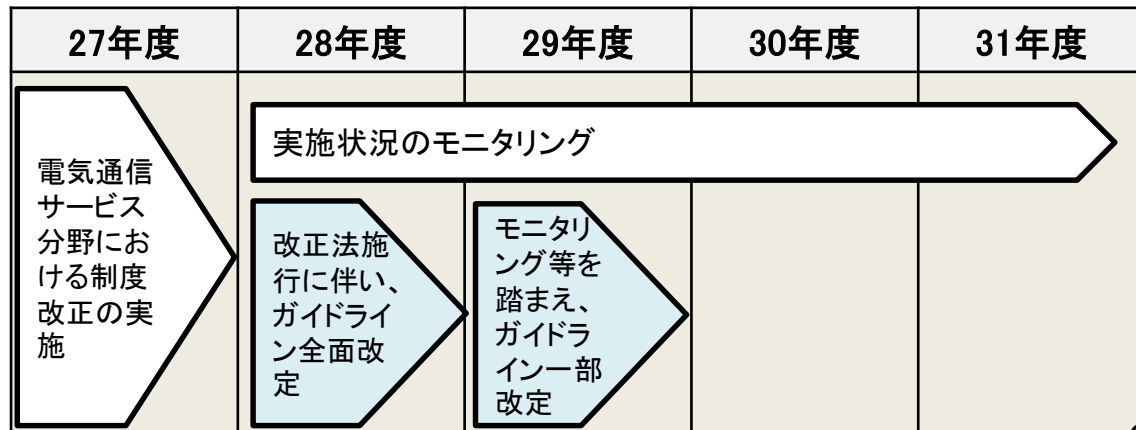 27年度 28年度 29年度 30年度 31年度
実施状況のモニタリング
電気通信
サービス
分野にお
ける制度
改正の実
施
改正法施
行に伴い、
ガイドライ
ン全面改
定
モニタリ
ング等を
踏まえ、
ガイドラ
イン一部
改定